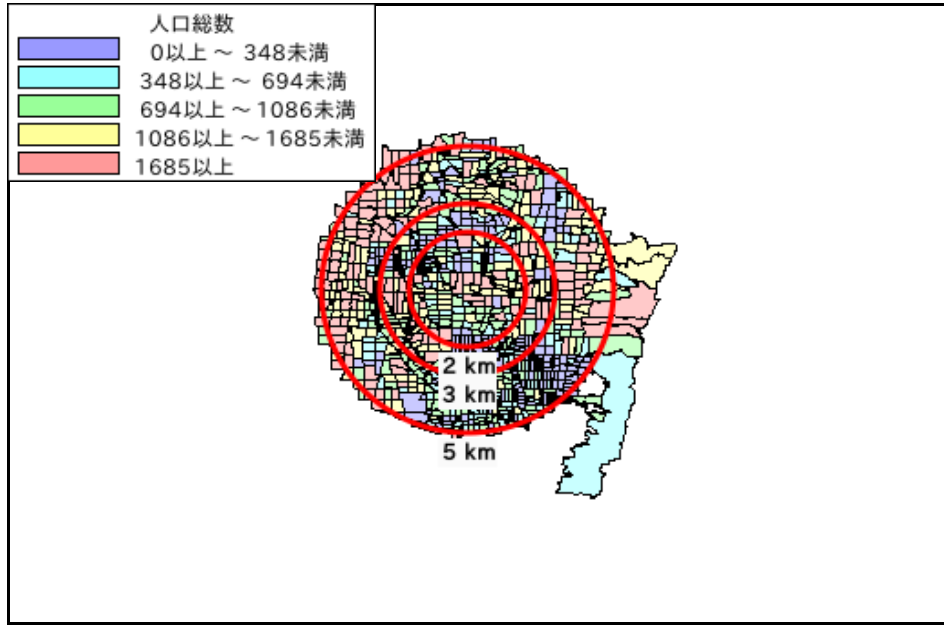 人口総数
0以上 ～ 348未満
348以上 ～ 694未満
694以上 ～ 1086未満
1086以上 ～ 1685未満
1685以上
2 km
3 km
5 km